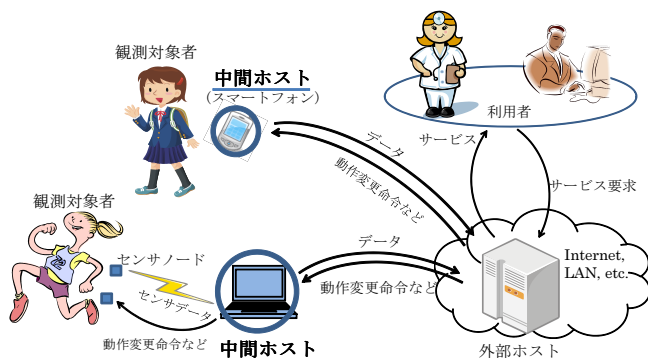 観測対象者
中間ホスト
(スマートフォン)
データ
動作変更命令など
利用者
サービス
サービス要求
観測対象者
センサノード
センサデータ
動作変更命令など
中間ホスト
データ
動作変更命令など
Internet,
LAN, etc.
外部ホスト